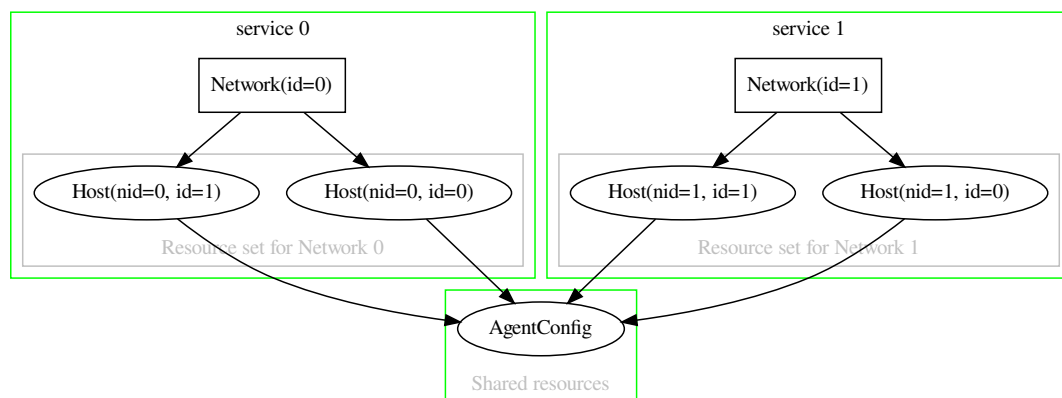 service 0
service 1
Network(id=0)
Network(id=1)
Host(nid=0, id=1)
Host(nid=0, id=0)
Host(nid=1, id=1)
Host(nid=1, id=0)
Resource set for Network 0
Resource set for Network 1
AgentConfig
Shared resources